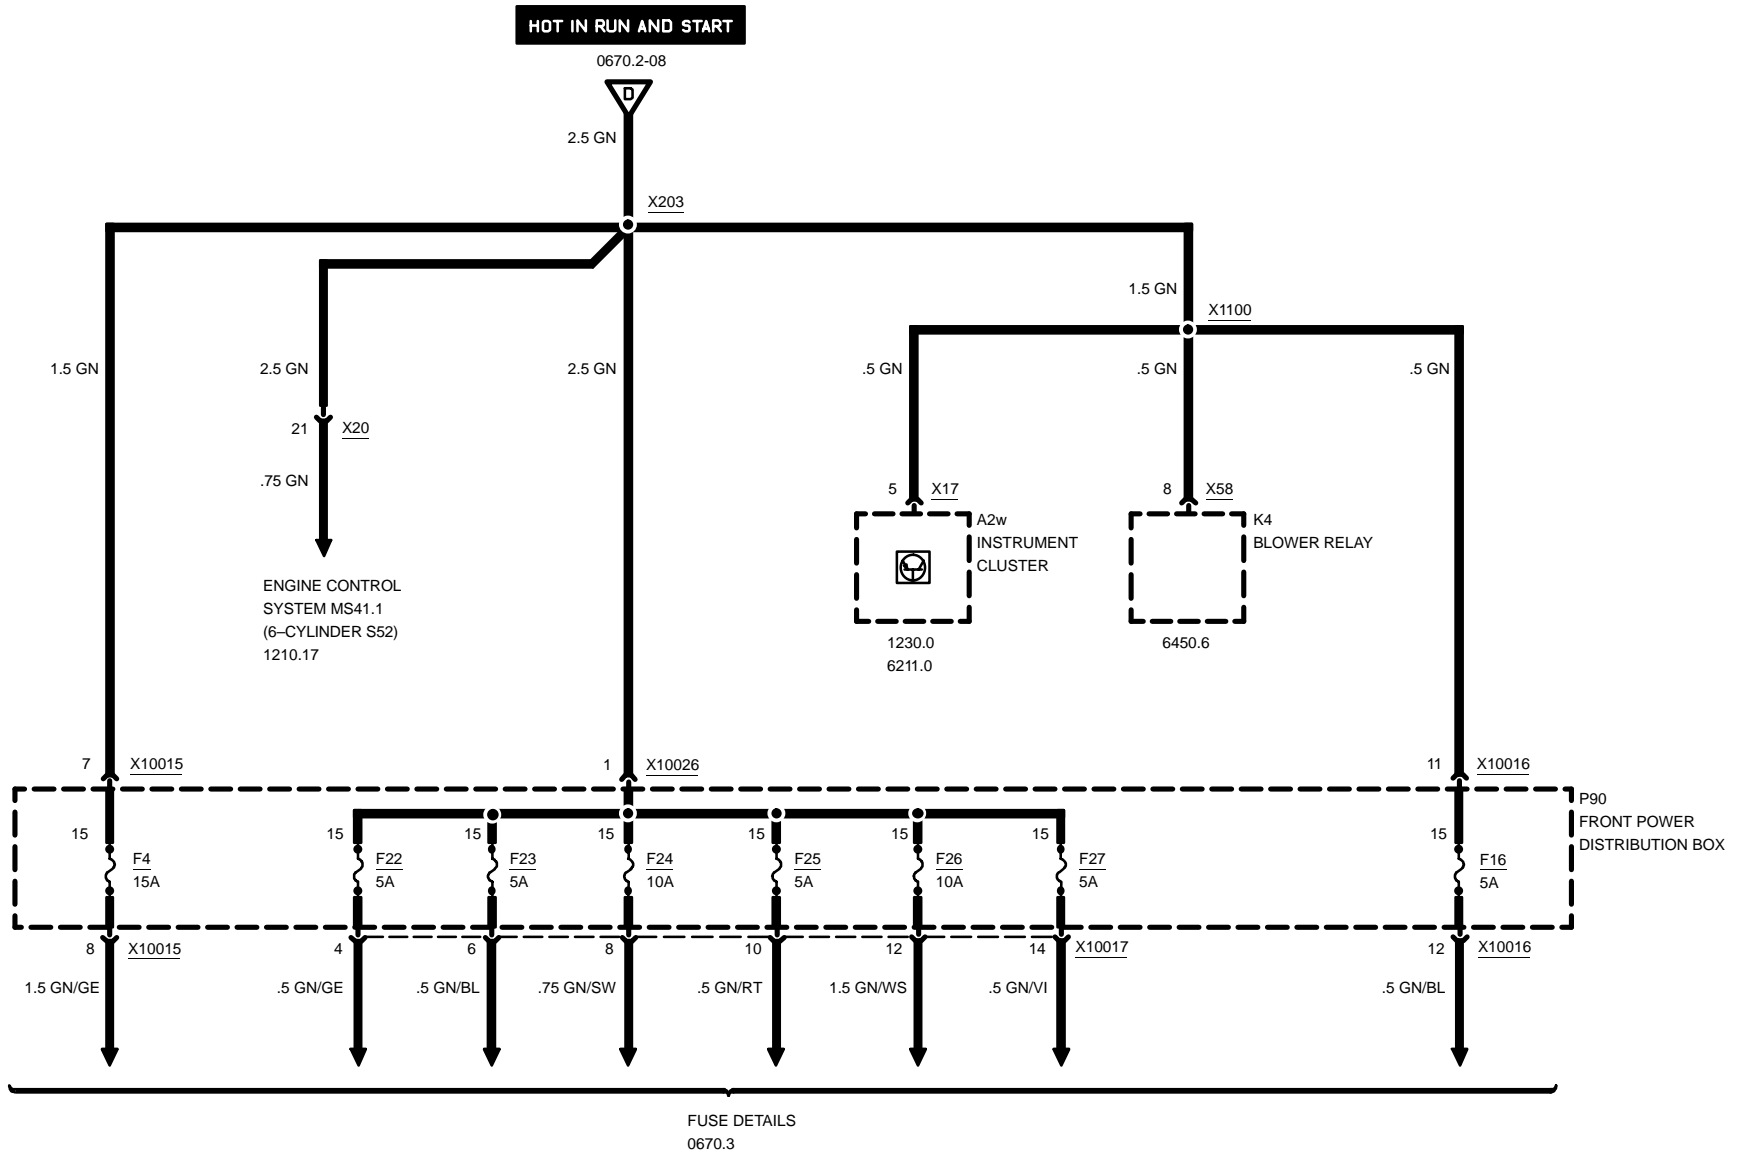 HOT IN RUN AND START
0670.2-08
D
2.5 GN
X203
1.5 GN
X1100
1.5 GN
2.5 GN
2.5 GN
.5 GN
.5 GN
.5 GN
21 X20
.75 GN
5 X17
8 X58
A2w
INSTRUMENT
CLUSTER
K4
BLOWER RELAY
ENGINE CONTROL
SYSTEM MS41.1
(6–CYLINDER S52)
1210.17
1230.0
6211.0
6450.6
7 X10015
1 X10026
11 X10016
P90
FRONT POWER
DISTRIBUTION BOX
15 15 15 15 15 15 15 15
F4 F22 F23 F24 F25 F26 F27 F16
15A 5A 5A 10A 5A 10A 5A 5A
8 X10015 4 6 8 10 12 14 X10017 12 X10016
1.5 GN/GE .5 GN/GE .5 GN/BL .75 GN/SW .5 GN/RT 1.5 GN/WS .5 GN/VI .5 GN/BL
FUSE DETAILS
0670.3